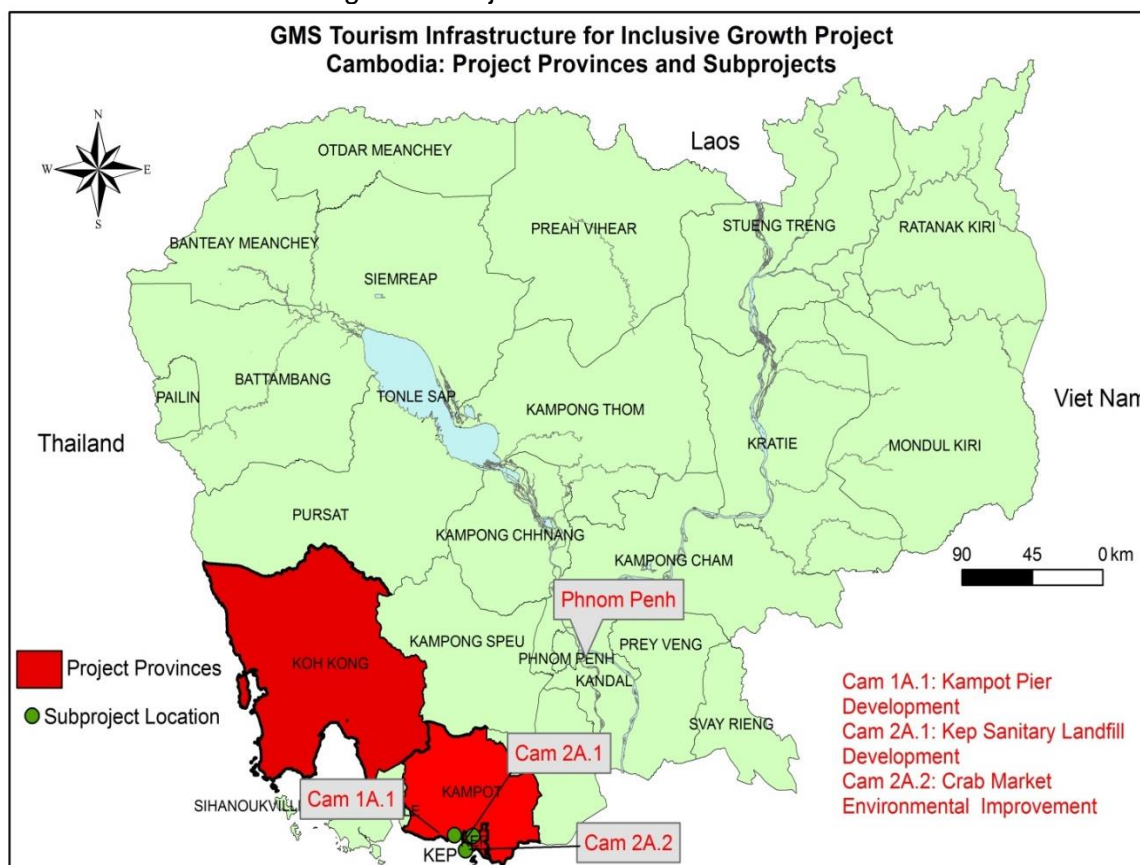 GMS Tourism Infrastructure for Inclusive Growth Project
Cambodia: Project Provinces and Subprojects
N
W
E
S
Laos
OTDAR MEANCHEY
BANTEAY MEANCHEY
PREAH VIHEAR
STUENG TRENG
RATANAK KIRI
SIEMREAP
PAILIN
BATTAMBANG
TONLE SAP
KAMPONG THOM
Viet Nam
Thailand
KRATIE
MONDUL KIRI
PURSAT
KAMPONG CHHNANG
KAMPONG CHAM
90 45 0 km
Phnom Penh
KAMPONG SPEU
PREY VENG
PHNOM PENH
KANDAL
KOH KONG
SVAY RIENG
Project Provinces
Subproject Location
Cam 1A.1: Kampot Pier
Development
Cam 2A.1: Kep Sanitary Landfill
Development
Cam 2A.2: Crab Market
Environmental Improvement
Cam 2A.1
Cam 1A.1
KAMPOT
KEP
Cam 2A.2